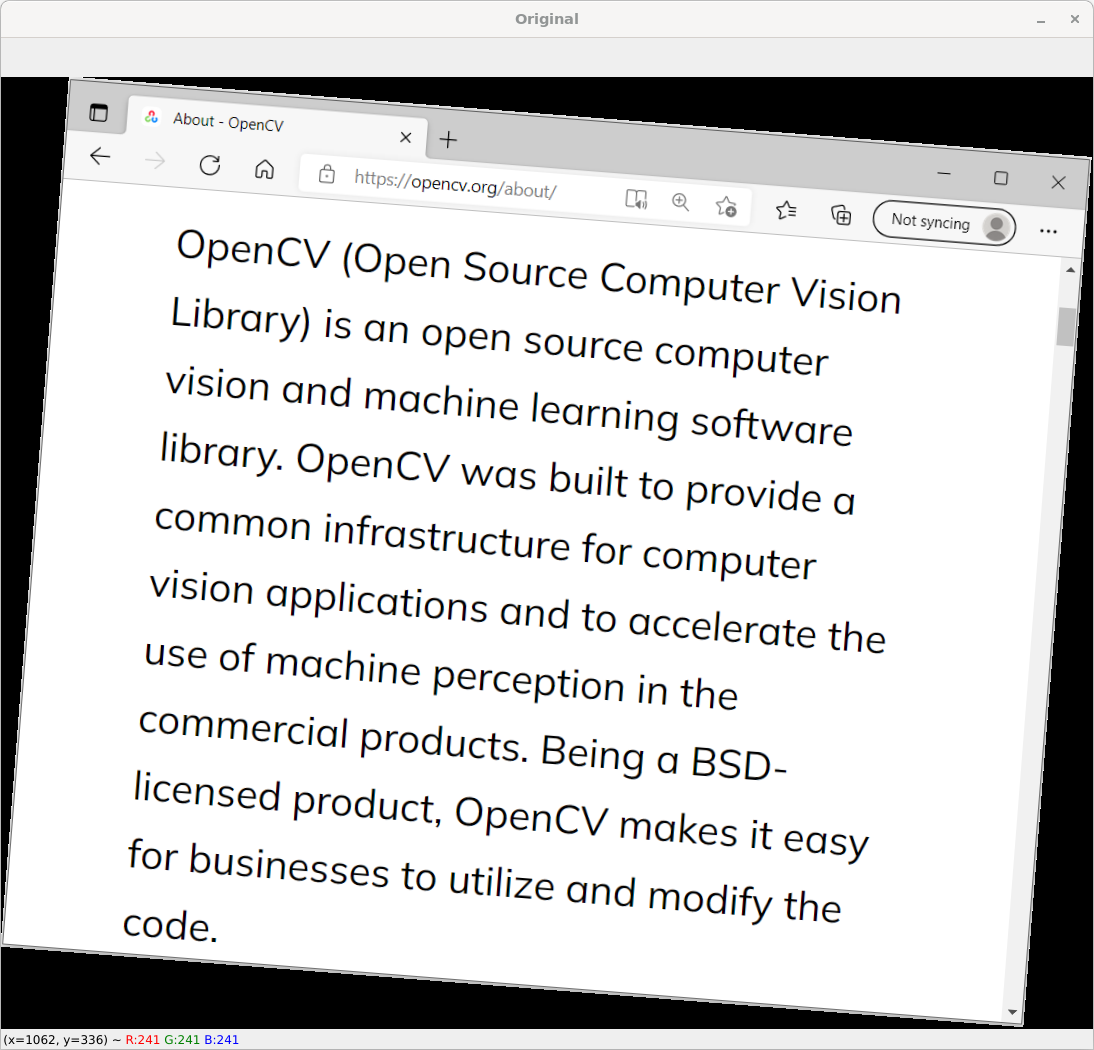 Original
About - OpenCV
https://opencv.org/about/
Not syncing
OpenCV (Open Source Computer Vision
Library) is an open source computer
vision and machine learning software
library. OpenCV was built to provide a
common infrastructure for computer
vision applications and to accelerate the
use of machine perception in the
commercial products. Being a BSD-
licensed product, OpenCV makes it easy
for businesses to utilize and modify the
code.
(x=1062, y=336) ~ R:241 G:241 B:241